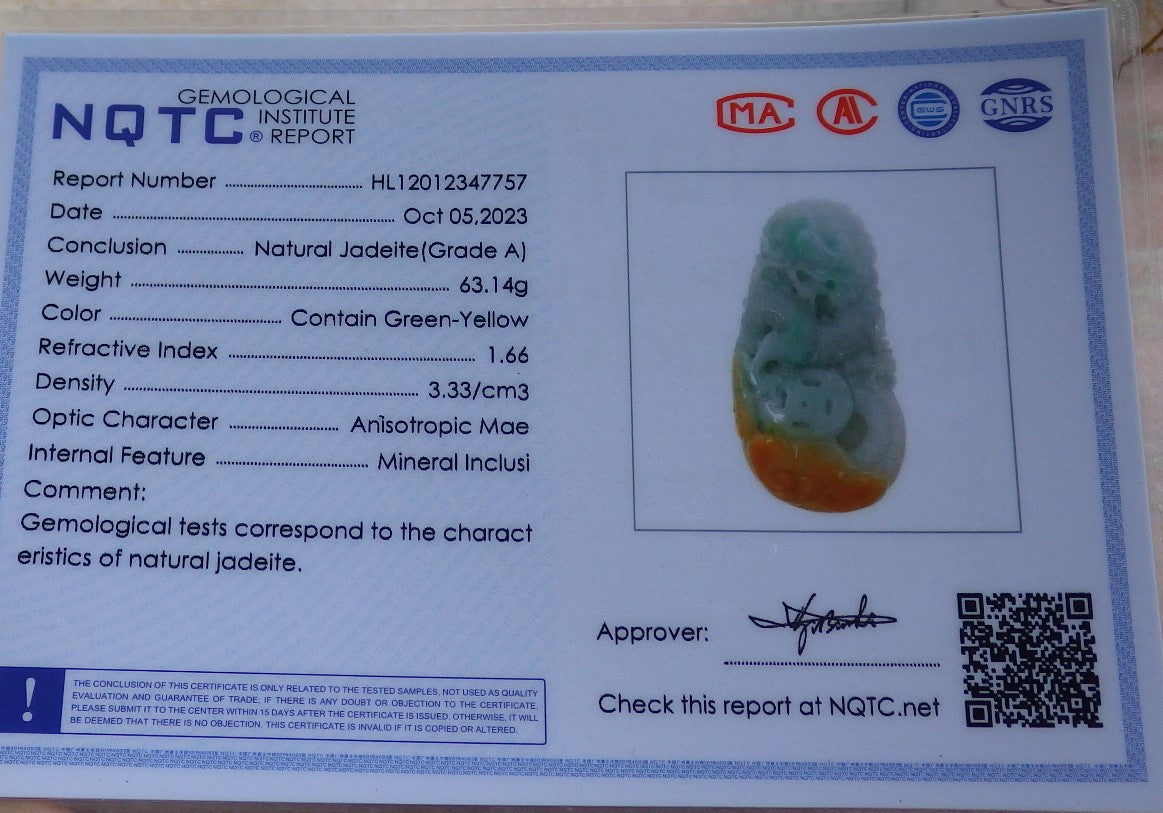 NQTC® GEMOLOGICAL INSTITUTE REPORT
MA
GNRS
Report Number HL12012347757
Date Oct 05,2023
Conclusion Natural Jadeite(Grade A)
Weight 63.14g
Color Contain Green-Yellow
Refractive Index 1.66
Density 3.33/cm3
Optic Character Anisotropic Mae
Internal Feature Mineral Inclusi
Comment:
Gemological tests correspond to the charact
eristics of natural jadeite.
Approver:
Check this report at NQTC.net
! THE CONCLUSION OF THIS CERTIFICATE IS ONLY RELATED TO THE TESTED SAMPLES, NOT USED AS QUALITY
EVALUATION AND GUARANTEE OF TRADE; IF THERE IS ANY DOUBT OR OBJECTION TO THE CERTIFICATE,
PLEASE SUBMIT IT TO THE CENTER WITHIN 15 DAYS AFTER THE CERTIFICATE IS ISSUED. OTHERWISE, IT WILL
BE DEEMED THAT THERE IS NO OBJECTION. THIS CERTIFICATE IS INVALID IF IT IS COPIED OR ALTERED.